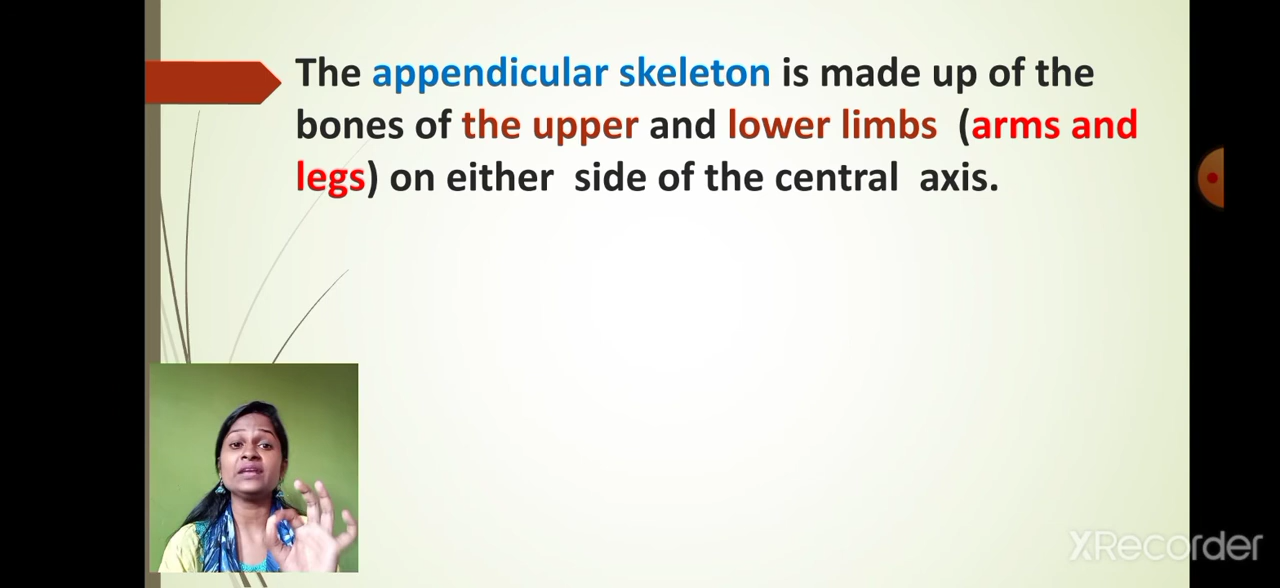 The appendicular skeleton is made up of the
bones of the upper and lower limbs (arms and
legs) on either side of the central axis.
XRecorder